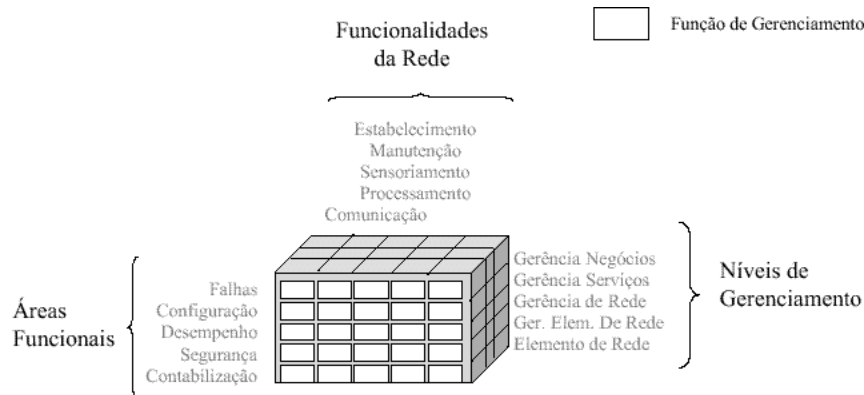 Funcionalidades
da Rede
Função de Gerenciamento
Estabelecimento
Manutenção
Sensoriamento
Processamento
Comunicação
Áreas
Funcionais
Falhas
Configuração
Desempenho
Segurança
Contabilização
Gerência Negócios
Gerência Serviços
Gerência de Rede
Ger. Elem. De Rede
Elemento de Rede
Níveis de
Gerenciamento